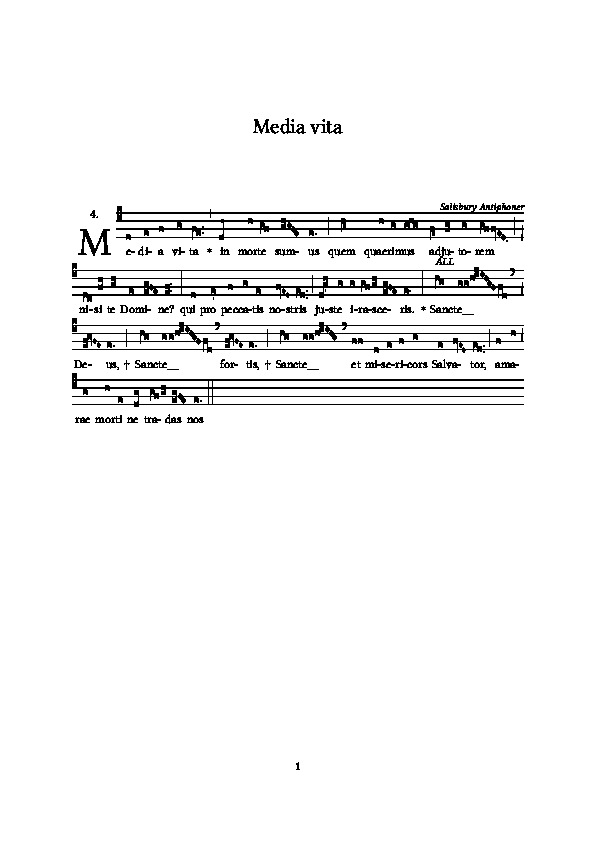 Media vita
Salisbury Antiphoner
4.
Me- di- a vi- ta * in morte sum- us quem quaerimus adju- to- rem
ALL
ni- si te Domi- ne? qui pro peccatis no- stris ju- ste i- ra- sce- ris. * Sancte__
De- us, † Sancte__ for- tis, † Sancte__ et mi- se- ri- cors Salva- tor, ama-
rae morti ne tra- das nos
1